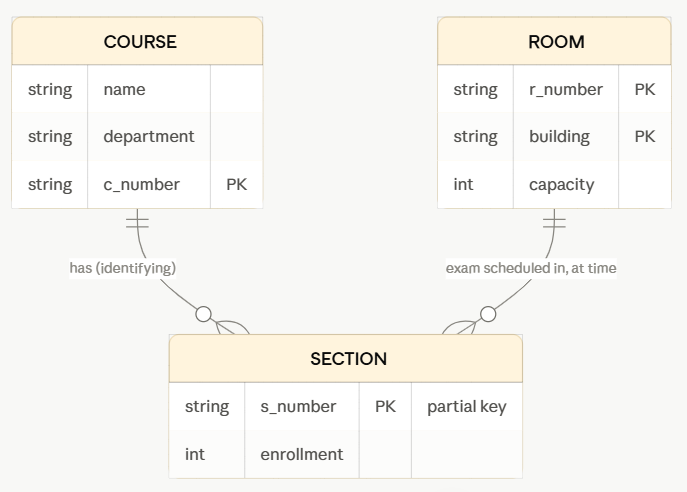 COURSE
string name
string department
string c_number PK
ROOM
string r_number PK
string building PK
int capacity
has (identifying)
exam scheduled in, at time
SECTION
string s_number PK partial key
int enrollment